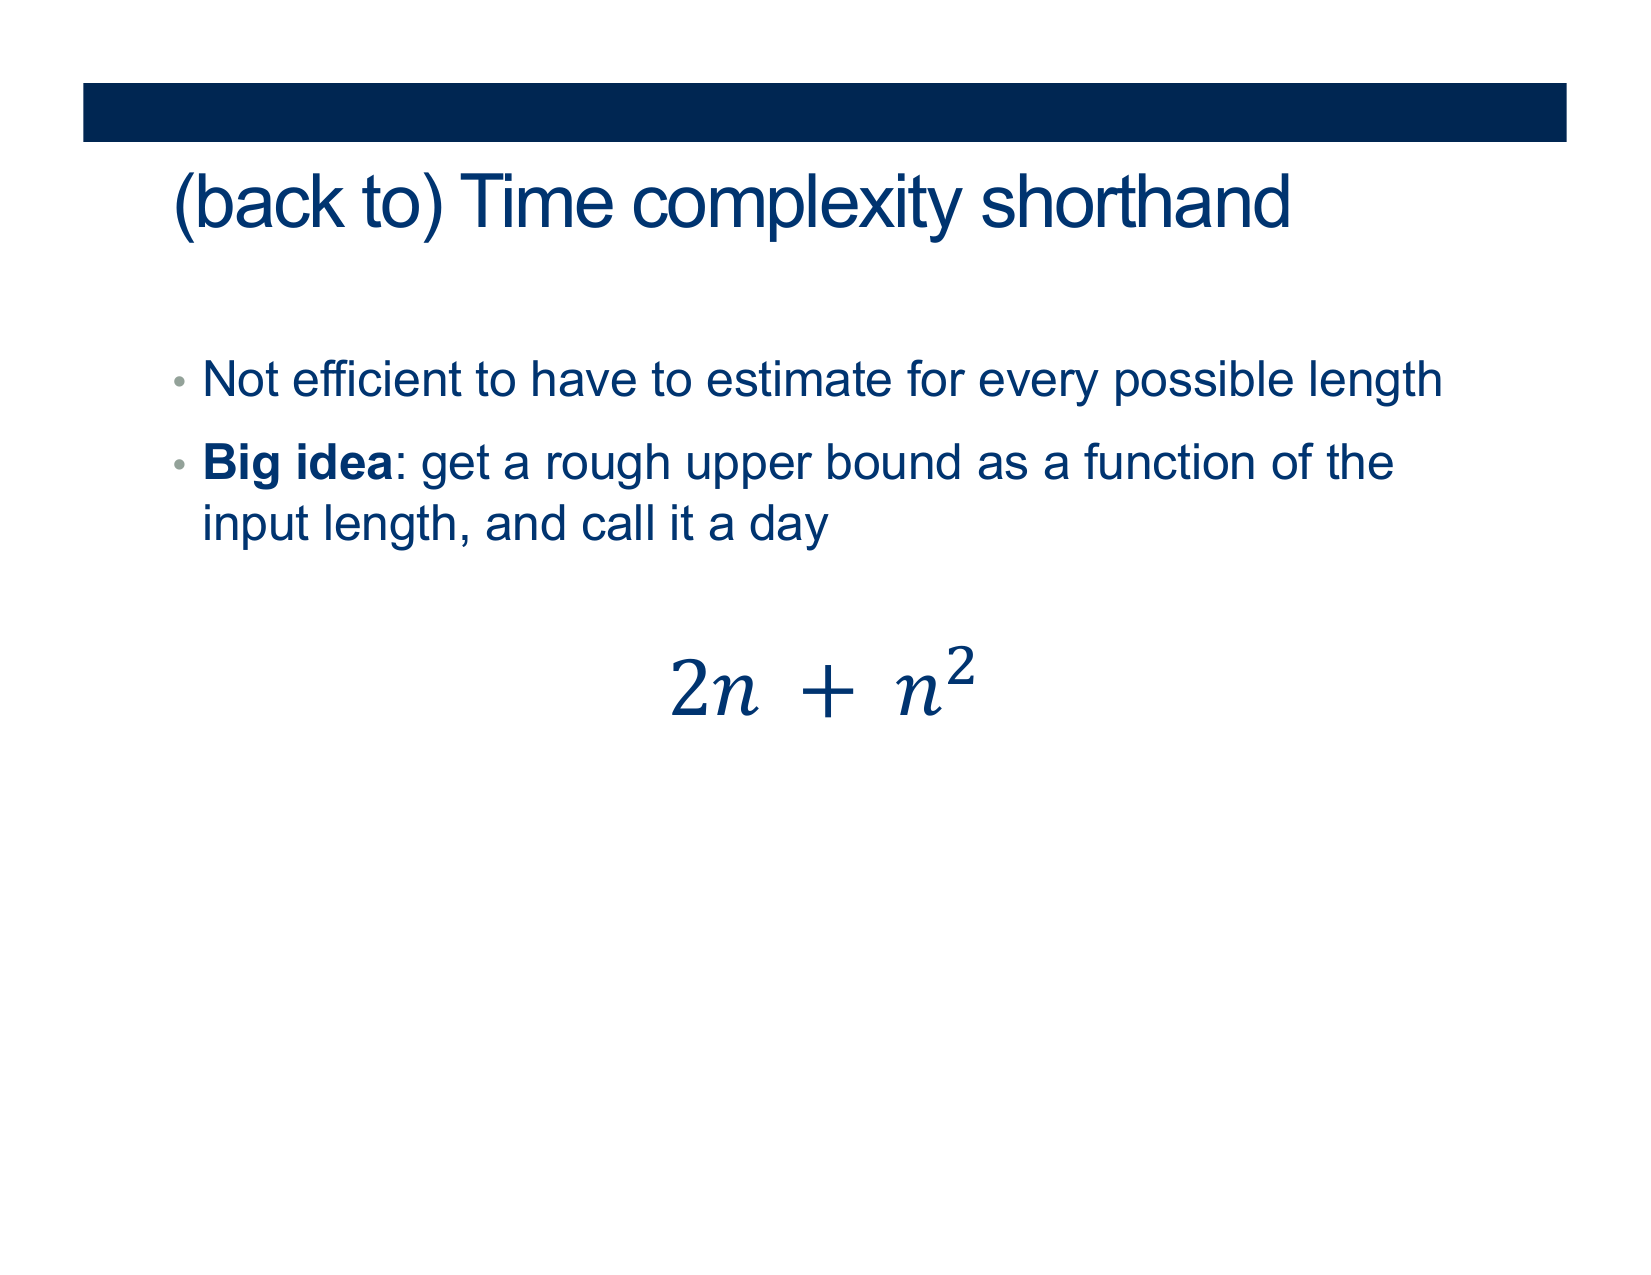 (back to) Time complexity shorthand
• Not efficient to have to estimate for every possible length
• Big idea: get a rough upper bound as a function of the
input length, and call it a day
2n + n²